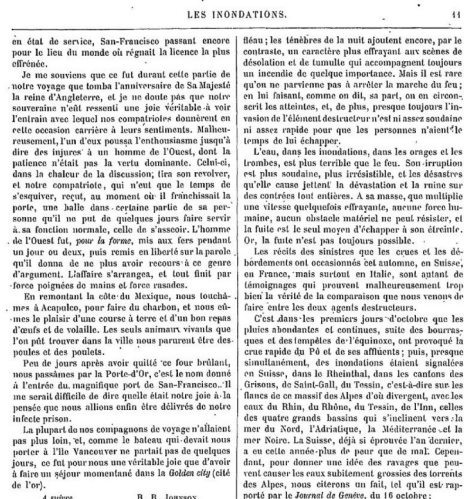 LES INONDATIONS. 11
en état de service, San-Francisco passant encore
pour le lieu du monde où régnait la licence la plus
effrénée.
Je me souviens que ce fut durant cette partie de
notre voyage que tomba l'anniversaire de Sa Majesté
la reine d'Angleterre, et je ne doute pas que notre
souveraine n'eût ressenti une joie véritable à voir
l'entrain avec lequel nos compatriotes donnèrent en
cette occasion carrière à leurs sentiments. Malheu-
reusement, l'un d'eux poussa l'enthousiasme jusqu'à
dire des injures à un homme de l'Ouest, dont la
patience n'était pas la vertu dominante. Celui-ci,
dans la chaleur de la discussion, tira son revolver,
et notre compatriote, qui n'eut que le temps de
s'esquiver, reçut, au moment où il franchissait la
porte, une balle dans certaine partie de sa per-
sonne qu'il ne put de quelques jours faire servir
à sa fonction normale, celle de s'asseoir. L'homme
de l'Ouest fut, pour la forme, mis aux fers pendant
un jour ou deux, puis remis en liberté sur la parole
qu'il donna de ne plus avoir recours à ce genre
d'argument. L'affaire s'arrangea, et tout finit par
force poignées de mains et force rasades.
En remontant la côte du Mexique, nous touchâ-
mes à Acapulco, pour faire du charbon, et nous eû-
mes le plaisir d'une course à terre et d'un bon repas
d'œufs et de volaille. Les seuls animaux vivants que
l'on pût trouver dans la ville nous parurent être des
poules et des poulets.
Peu de jours après avoir quitté ce four brûlant,
nous passâmes par la Porte-d'Or, c'est le nom donné
à l'entrée du magnifique port de San-Francisco. Il
me serait difficile de dire quelle était notre joie à la
pensée que nous allions enfin être délivrés de notre
infecte prison.
La plupart de nos compagnons de voyage n'allaient
pas plus loin, et, comme le bateau qui devait nous
porter à l'île Vancouver ne partait pas de quelques
jours, ce fut pour nous une véritable joie que d'avoir
à faire un séjour momentané dans la Golden city (cité
de l'or).
A suivre. R. B. JOHNSON.
fléau; les ténèbres de la nuit ajoutent encore, par le
contraste, un caractère plus effrayant aux scènes de
désolation et de tumulte qui accompagnent toujours
un incendie de quelque importance. Mais il est rare
qu'on ne parvienne pas à arrêter la marche du feu;
en lui faisant, comme on dit, sa part, on en circon-
scrit les atteintes, et, de plus, presque toujours l'in-
vasion de l'élément destructeur n'est ni assez soudaine
ni assez rapide pour que les personnes n'aient le
temps de lui échapper.
L'eau, dans les inondations, dans les orages et les
trombes, est plus terrible que le feu. Son irruption
est plus soudaine, plus irrésistible, et les désastres
qu'elle cause jettent la dévastation et la ruine sur
des contrées tout entières. A sa masse, que multiplie
une vitesse quelquefois effrayante, aucune force hu-
maine, aucun obstacle matériel ne peut résister, et
la fuite est le seul moyen d'échapper à son étreinte.
Or, la fuite n'est pas toujours possible.
Les récits des sinistres que les crues et les dé-
bordements ont occasionnés cet automne, en Suisse,
en France, mais surtout en Italie, sont autant de
témoignages qui prouvent malheureusement trop
bien la vérité de la comparaison que nous venons de
faire entre les deux agents destructeurs.
C'est dans les premiers jours d'octobre que les
pluies abondantes et continues, suite des bourras-
ques et des tempêtes de l'équinoxe, ont provoqué la
crue rapide du Pô et de ses affluents; puis, presque
simultanément, des inondations étaient signalées
en Suisse, dans le Rheinthal, dans les cantons des
Grisons, de Saint-Gall, du Tessin, c'est-à-dire sur les
flancs de ce massif des Alpes d'où divergent, avec les
eaux du Rhin, du Rhône, du Tessin, de l'Inn, celles
des quatre grands bassins qui s'inclinent vers la
mer du Nord, l'Adriatique, la Méditerranée et la
mer Noire. La Suisse, déjà si éprouvée l'an dernier,
a eu cette année plus de peur que de mal. Cepen-
dant, pour donner une idée des ravages que peu-
vent causer les eaux subitement grossies des torrents
des Alpes, nous citerons un fait, tel qu'il est rap-
porté par le Journal de Genève, du 16 octobre: